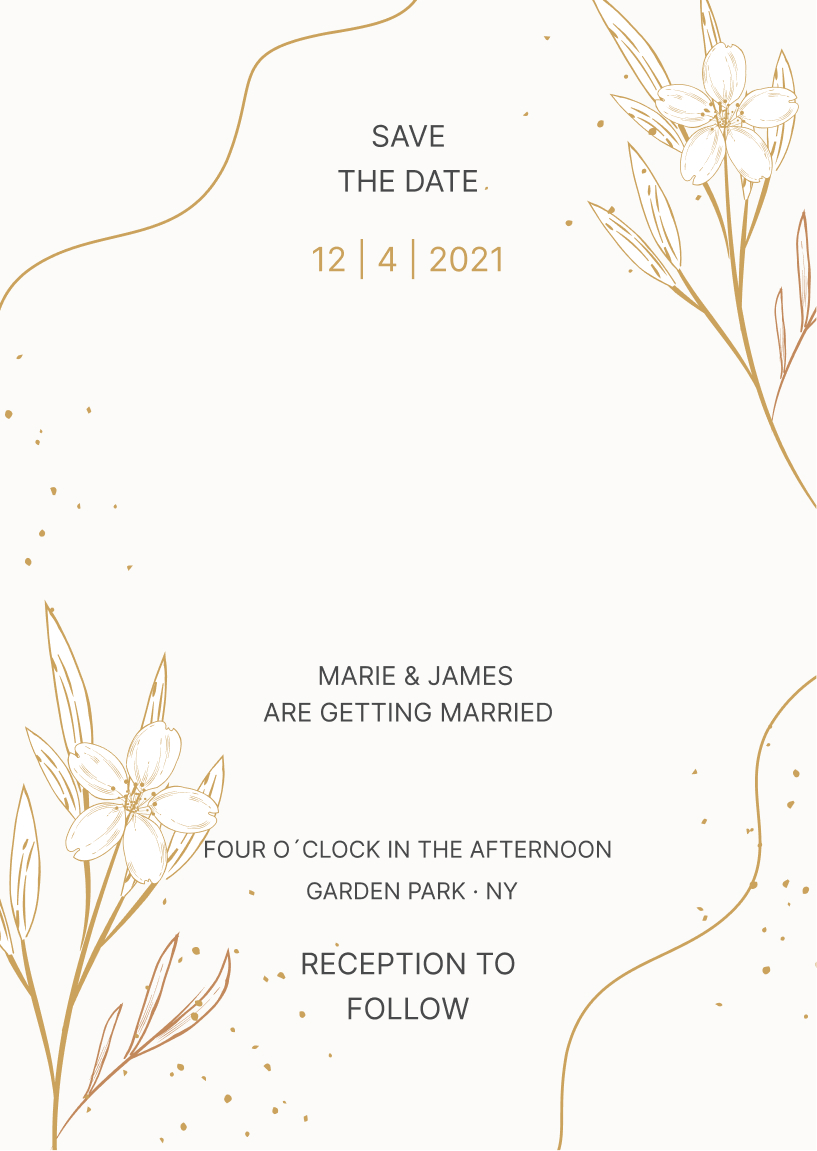 SAVE
THE DATE
12 | 4 | 2021
MARIE & JAMES
ARE GETTING MARRIED
FOUR O´CLOCK IN THE AFTERNOON
GARDEN PARK · NY
RECEPTION TO
FOLLOW